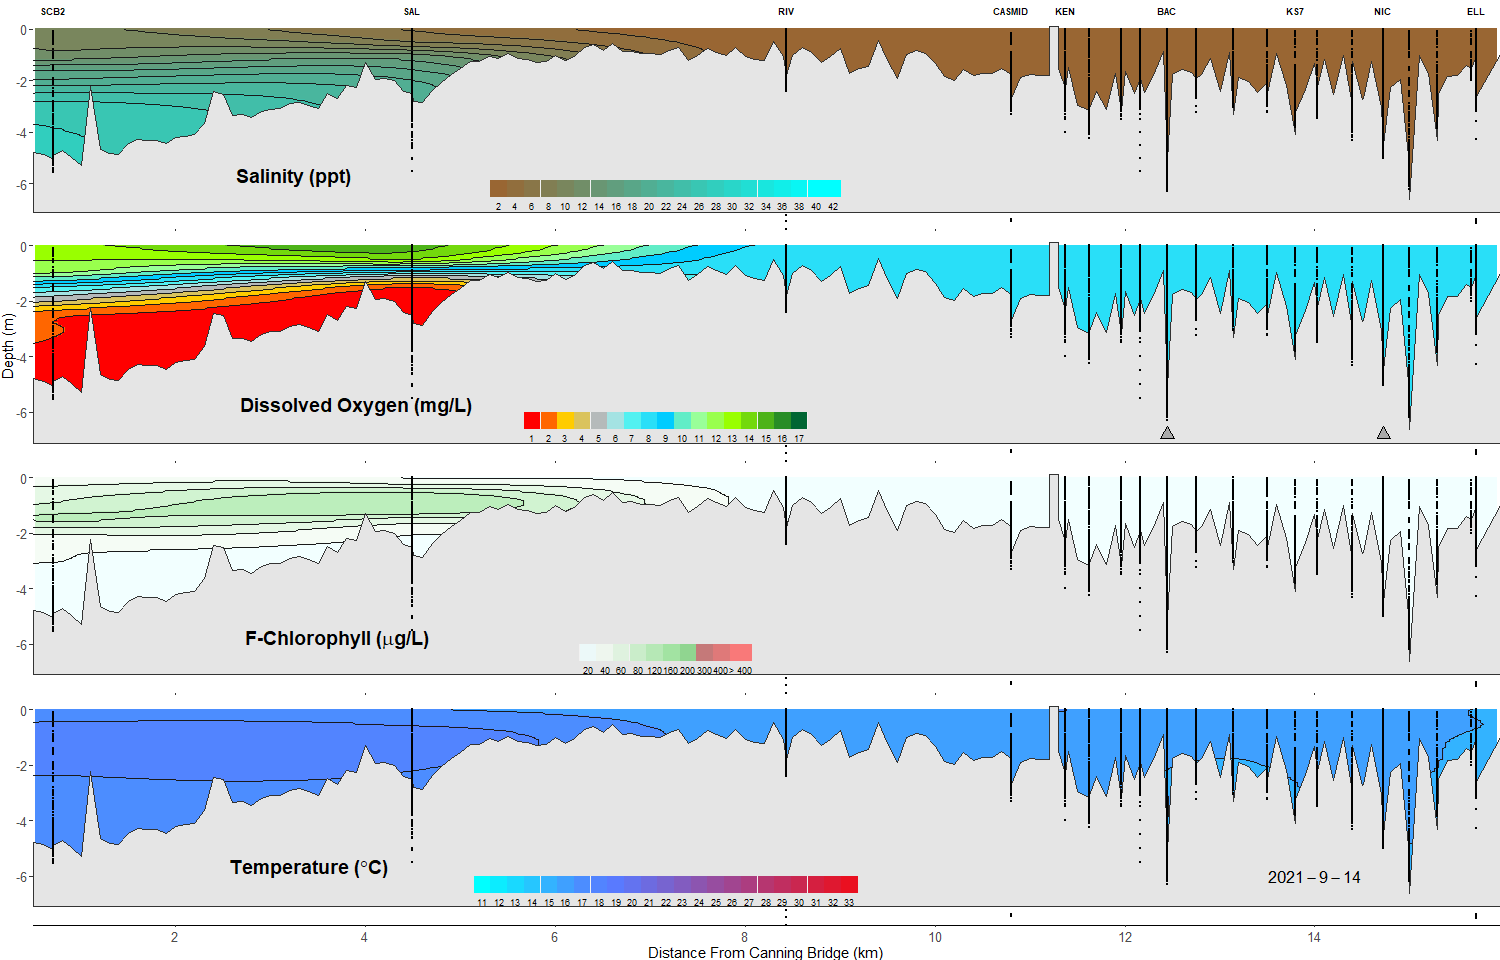 SCB2 SAL RIV CASMID KEN BAC KS7 NIC ELL
0
-2
-4
-6
Salinity (ppt)
2 4 6 8 10 12 14 16 18 20 22 24 26 28 30 32 34 36 38 40 42
0
-2
-4
-6
Depth (m)
Dissolved Oxygen (mg/L)
1 2 3 4 5 6 7 8 9 10 11 12 13 14 15 16 17
0
-2
-4
-6
F-Chlorophyll (µg/L)
20 40 60 80 120 160 200 300 400 > 400
0
-2
-4
-6
Temperature (°C)
11 12 13 14 15 16 17 18 19 20 21 22 23 24 25 26 27 28 29 30 31 32 33
2021 – 9 – 14
2 4 6 8 10 12 14
Distance From Canning Bridge (km)